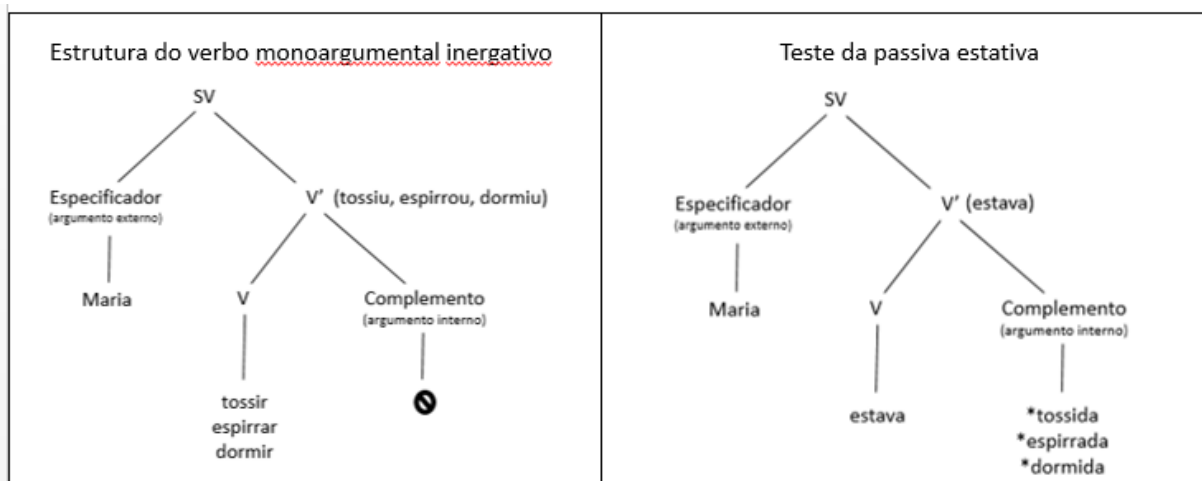 Estrutura do verbo monoargumental inergativo
SV
Especificador
(argumento externo)
V' (tossiu, espirrou, dormiu)
Maria
V
Complemento
(argumento interno)
tossir
espirrar
dormir
Teste da passiva estativa
SV
Especificador
(argumento externo)
V' (estava)
Maria
V
Complemento
(argumento interno)
estava
*tossida
*espirrada
*dormida